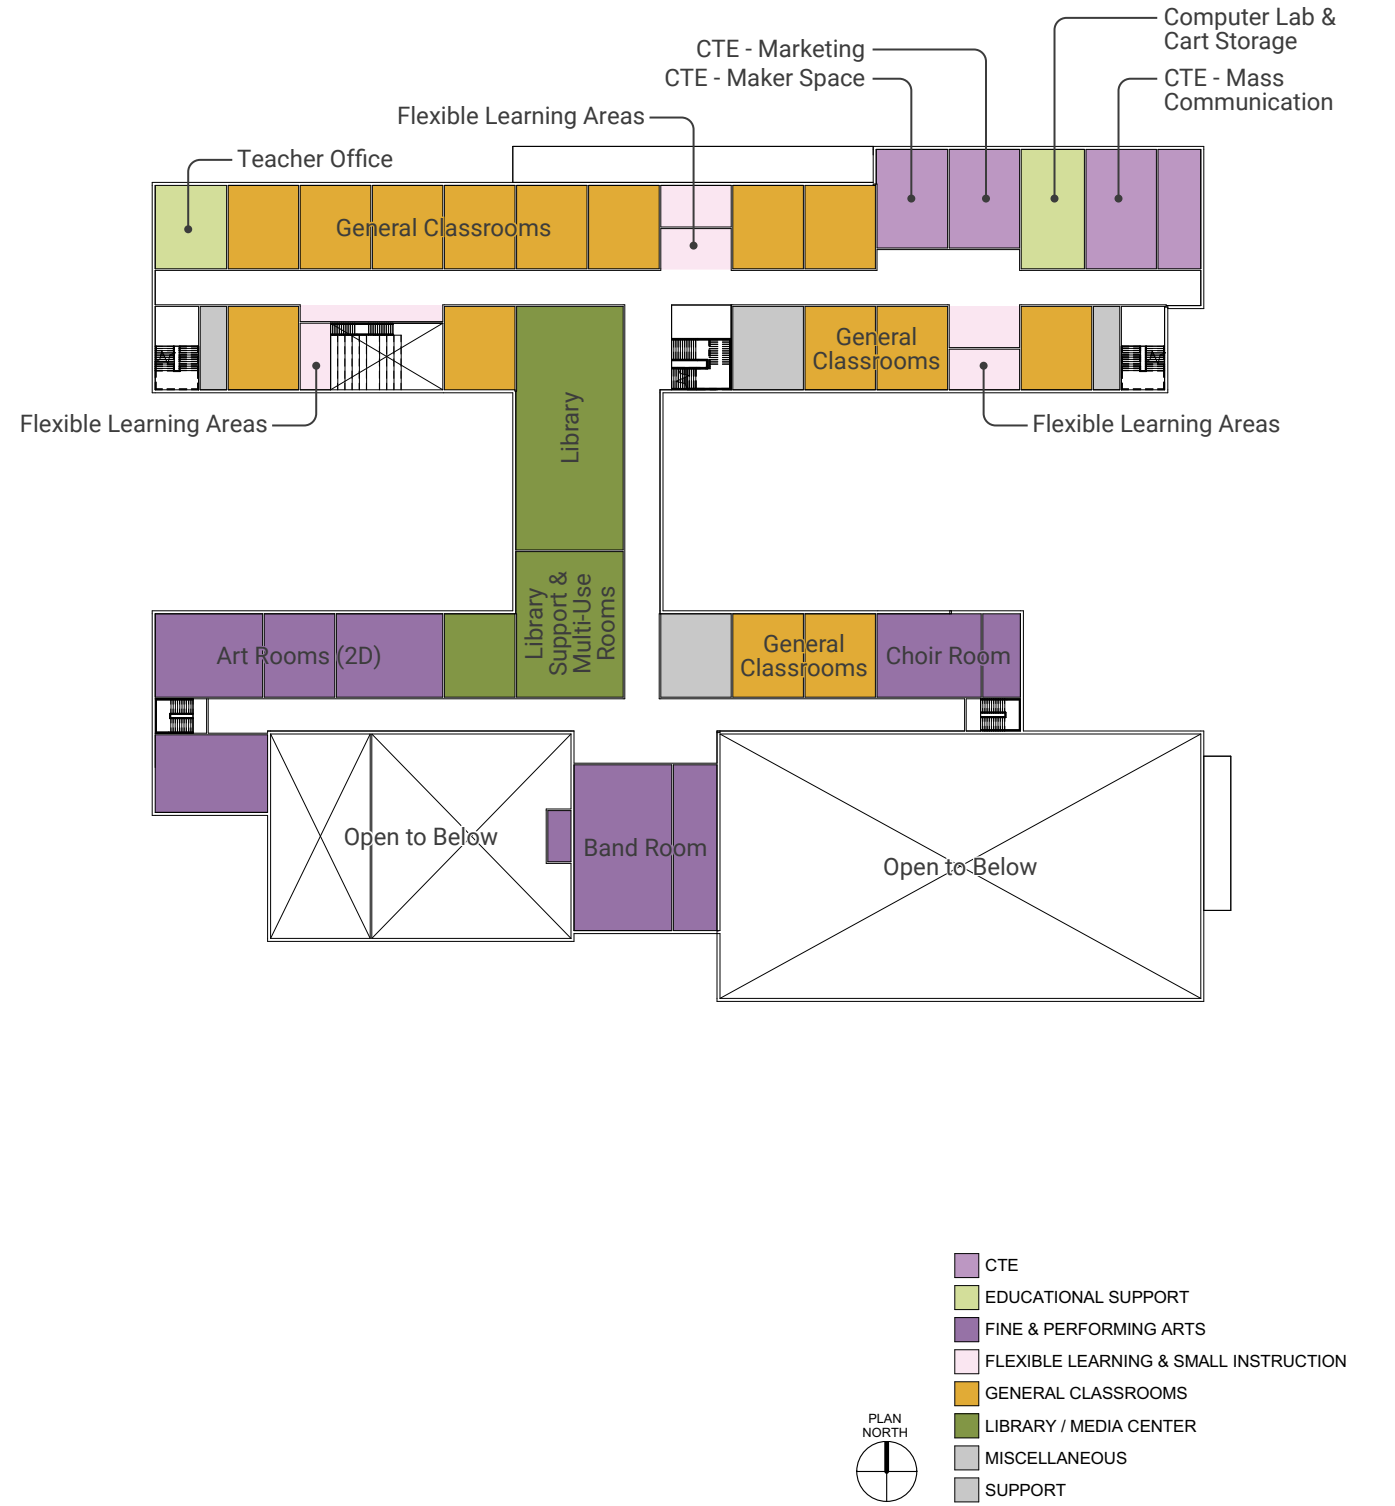 Computer Lab &
Cart Storage
CTE - Marketing
CTE - Maker Space
CTE - Mass
Communication
Flexible Learning Areas
Teacher Office
General Classrooms
General
Classrooms
Flexible Learning Areas
Flexible Learning Areas
Library
Library
Support &
Multi-Use
Rooms
Art Rooms (2D)
General
Classrooms
Choir Room
Open to Below
Band Room
Open to Below
CTE
EDUCATIONAL SUPPORT
FINE & PERFORMING ARTS
FLEXIBLE LEARNING & SMALL INSTRUCTION
GENERAL CLASSROOMS
LIBRARY / MEDIA CENTER
MISCELLANEOUS
SUPPORT
PLAN
NORTH